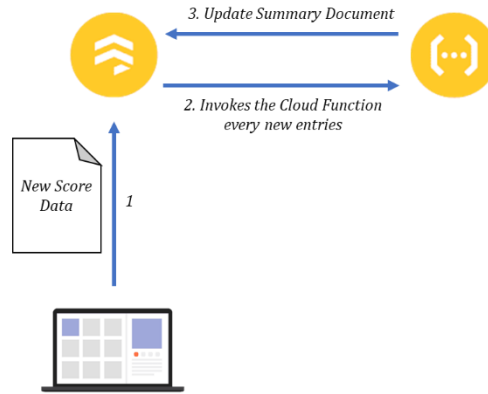 3. Update Summary Document
2. Invokes the Cloud Function
every new entries
New Score
Data
1